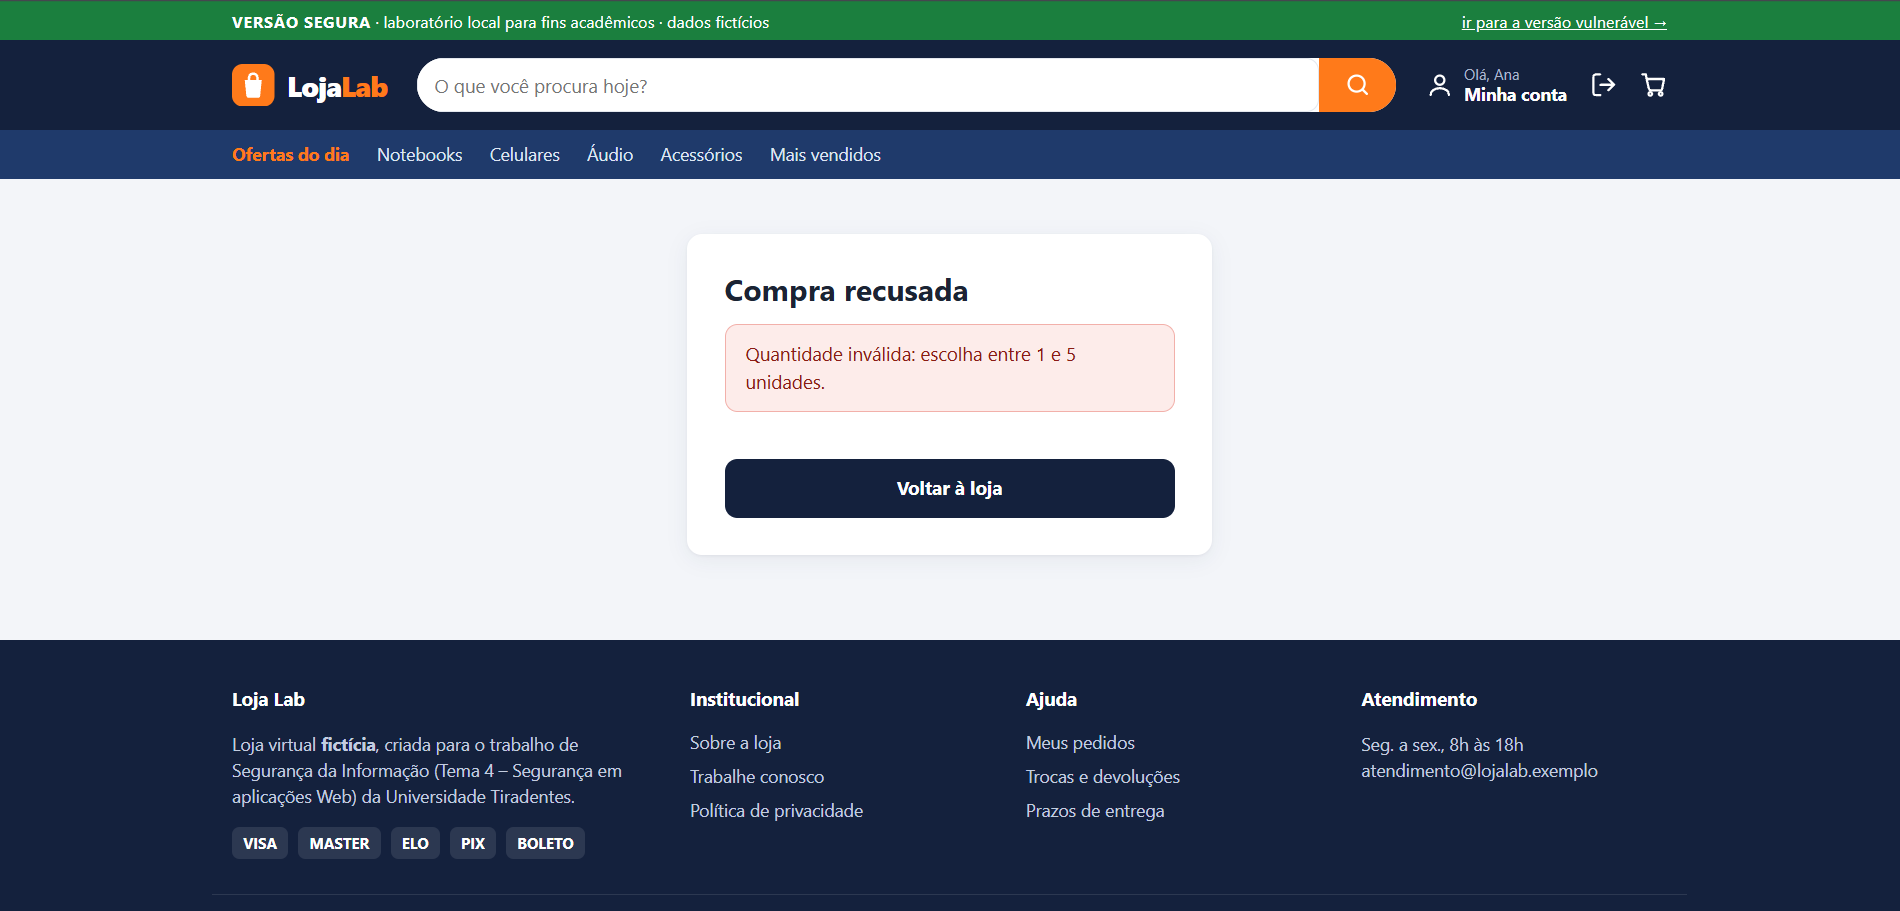 VERSÃO SEGURA · laboratório local para fins acadêmicos · dados fictícios
ir para a versão vulnerável →
LojaLab
O que você procura hoje?
Olá, Ana
Minha conta
Ofertas do dia
Notebooks
Celulares
Áudio
Acessórios
Mais vendidos
Compra recusada
Quantidade inválida: escolha entre 1 e 5
unidades.
Voltar à loja
Loja Lab
Loja virtual fictícia, criada para o trabalho de
Segurança da Informação (Tema 4 – Segurança em
aplicações Web) da Universidade Tiradentes.
VISA
MASTER
ELO
PIX
BOLETO
Institucional
Sobre a loja
Trabalhe conosco
Política de privacidade
Ajuda
Meus pedidos
Trocas e devoluções
Prazos de entrega
Atendimento
Seg. a sex., 8h às 18h
atendimento@lojalab.exemplo